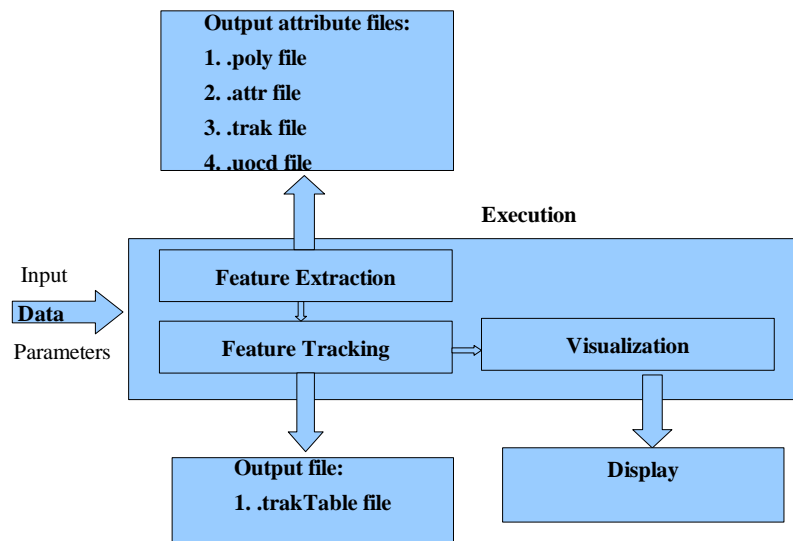 Output attribute files:
1. .poly file
2. .attr file
3. .trak file
4. .uocd file
Execution
Input
Data
Parameters
Feature Extraction
Feature Tracking
Visualization
Output file:
1. .trakTable file
Display